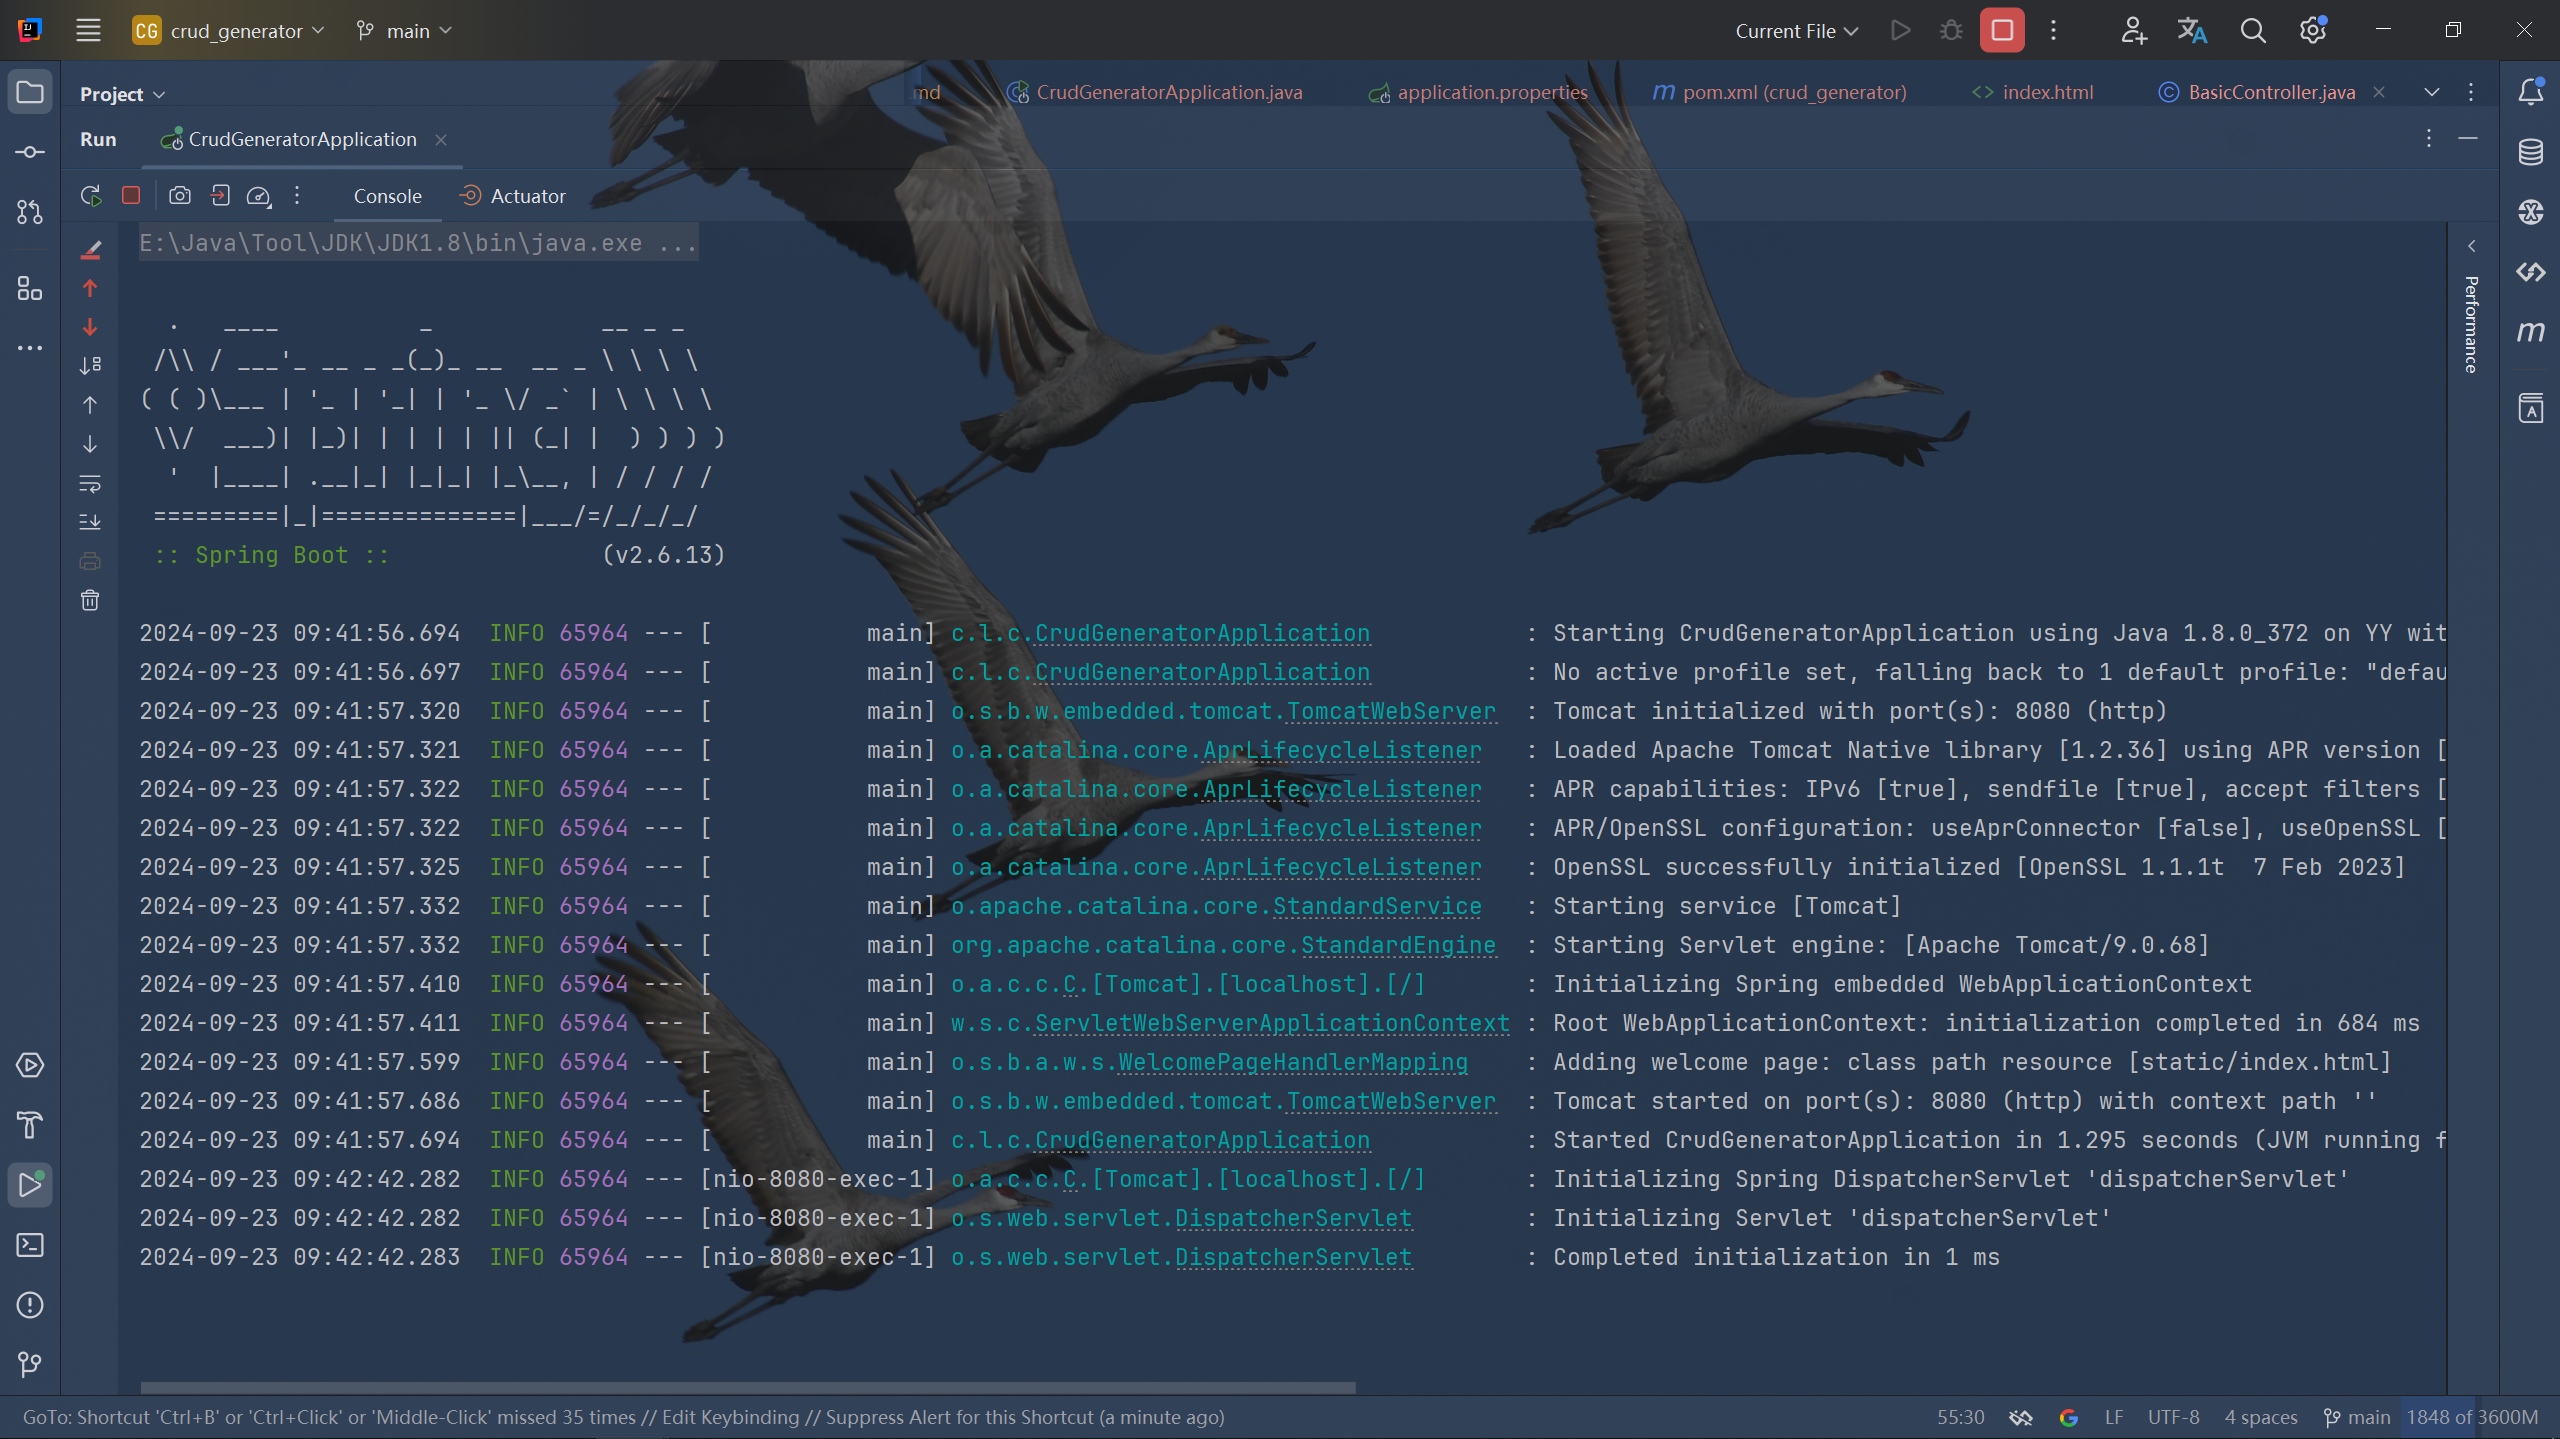 CG crud_generator main Current File
Project
.md CrudGeneratorApplication.java application.properties pom.xml (crud_generator) index.html BasicController.java
Run CrudGeneratorApplication
Console Actuator
E:\Java\Tool\JDK\JDK1.8\bin\java.exe ...
Performance
  .   ____          _            __ _ _
 /\\ / ___'_ __ _ _(_)_ __  __ _ \ \ \ \
( ( )\___ | '_ | '_| | '_ \/ _` | \ \ \ \
 \\/  ___)| |_)| | | | | || (_| |  ) ) ) )
  '  |____| .__|_| |_|_| |_\__, | / / / /
 =========|_|==============|___/=/_/_/_/
 :: Spring Boot ::               (v2.6.13)
2024-09-23 09:41:56.694  INFO 65964 --- [           main] c.l.c.CrudGeneratorApplication           : Starting CrudGeneratorApplication using Java 1.8.0_372 on YY wit
2024-09-23 09:41:56.697  INFO 65964 --- [           main] c.l.c.CrudGeneratorApplication           : No active profile set, falling back to 1 default profile: "defau
2024-09-23 09:41:57.320  INFO 65964 --- [           main] o.s.b.w.embedded.tomcat.TomcatWebServer  : Tomcat initialized with port(s): 8080 (http)
2024-09-23 09:41:57.321  INFO 65964 --- [           main] o.a.catalina.core.AprLifecycleListener   : Loaded Apache Tomcat Native library [1.2.36] using APR version [
2024-09-23 09:41:57.322  INFO 65964 --- [           main] o.a.catalina.core.AprLifecycleListener   : APR capabilities: IPv6 [true], sendfile [true], accept filters [
2024-09-23 09:41:57.322  INFO 65964 --- [           main] o.a.catalina.core.AprLifecycleListener   : APR/OpenSSL configuration: useAprConnector [false], useOpenSSL [
2024-09-23 09:41:57.325  INFO 65964 --- [           main] o.a.catalina.core.AprLifecycleListener   : OpenSSL successfully initialized [OpenSSL 1.1.1t  7 Feb 2023]
2024-09-23 09:41:57.332  INFO 65964 --- [           main] o.apache.catalina.core.StandardService   : Starting service [Tomcat]
2024-09-23 09:41:57.332  INFO 65964 --- [           main] org.apache.catalina.core.StandardEngine  : Starting Servlet engine: [Apache Tomcat/9.0.68]
2024-09-23 09:41:57.410  INFO 65964 --- [           main] o.a.c.c.C.[Tomcat].[localhost].[/]       : Initializing Spring embedded WebApplicationContext
2024-09-23 09:41:57.411  INFO 65964 --- [           main] w.s.c.ServletWebServerApplicationContext : Root WebApplicationContext: initialization completed in 684 ms
2024-09-23 09:41:57.599  INFO 65964 --- [           main] o.s.b.a.w.s.WelcomePageHandlerMapping    : Adding welcome page: class path resource [static/index.html]
2024-09-23 09:41:57.686  INFO 65964 --- [           main] o.s.b.w.embedded.tomcat.TomcatWebServer  : Tomcat started on port(s): 8080 (http) with context path ''
2024-09-23 09:41:57.694  INFO 65964 --- [           main] c.l.c.CrudGeneratorApplication           : Started CrudGeneratorApplication in 1.295 seconds (JVM running f
2024-09-23 09:42:42.282  INFO 65964 --- [nio-8080-exec-1] o.a.c.c.C.[Tomcat].[localhost].[/]       : Initializing Spring DispatcherServlet 'dispatcherServlet'
2024-09-23 09:42:42.282  INFO 65964 --- [nio-8080-exec-1] o.s.web.servlet.DispatcherServlet        : Initializing Servlet 'dispatcherServlet'
2024-09-23 09:42:42.283  INFO 65964 --- [nio-8080-exec-1] o.s.web.servlet.DispatcherServlet        : Completed initialization in 1 ms
GoTo: Shortcut 'Ctrl+B' or 'Ctrl+Click' or 'Middle-Click' missed 35 times // Edit Keybinding // Suppress Alert for this Shortcut (a minute ago) 55:30 LF UTF-8 4 spaces main 1848 of 3600M